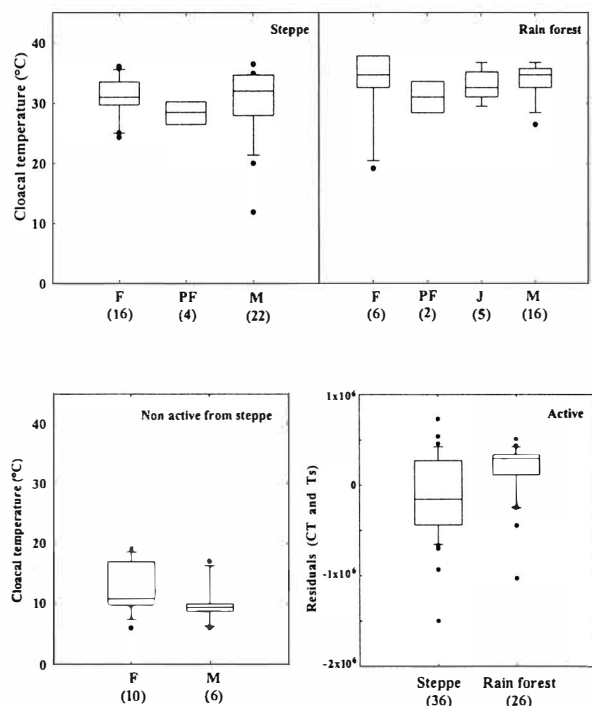 Steppe
Rain forest
Cloacal temperature (°C)
40
30
20
10
0
F PF M F PF J M
(16) (4) (22) (6) (2) (5) (16)
Non active from steppe
Cloacal temperature (°C)
40
30
20
10
0
F M
(10) (6)
Active
Residuals (CT and Ts)
1x10⁶
0
-1x10⁶
-2x10⁶
Steppe Rain forest
(36) (26)